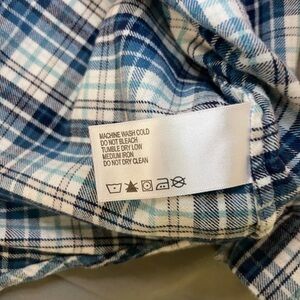 MACHINE WASH COLD
DO NOT BLEACH
TUMBLE DRY LOW
MEDIUM IRON
DO NOT DRY CLEAN